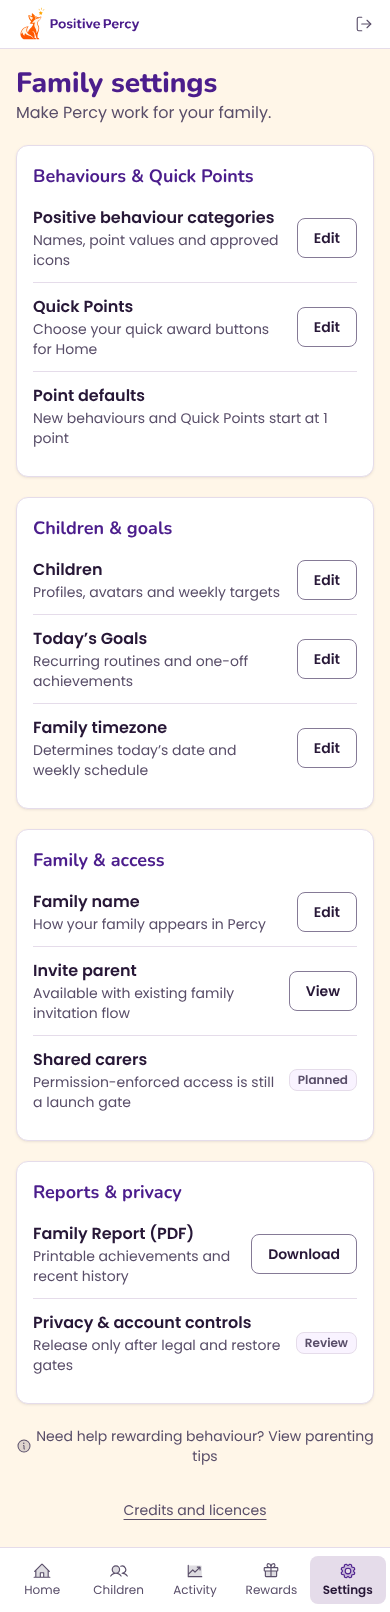 Positive Percy
Family settings
Make Percy work for your family.
Behaviours & Quick Points
Positive behaviour categories
Names, point values and approved
icons
Edit
Quick Points
Choose your quick award buttons
for Home
Edit
Point defaults
New behaviours and Quick Points start at 1
point
Children & goals
Children
Profiles, avatars and weekly targets
Edit
Today’s Goals
Recurring routines and one-off
achievements
Edit
Family timezone
Determines today’s date and
weekly schedule
Edit
Family & access
Family name
How your family appears in Percy
Edit
Invite parent
Available with existing family
invitation flow
View
Shared carers
Permission-enforced access is still
a launch gate
Planned
Reports & privacy
Family Report (PDF)
Printable achievements and
recent history
Download
Privacy & account controls
Release only after legal and restore
gates
Review
Need help rewarding behaviour? View parenting
tips
Credits and licences
Home
Children
Activity
Rewards
Settings